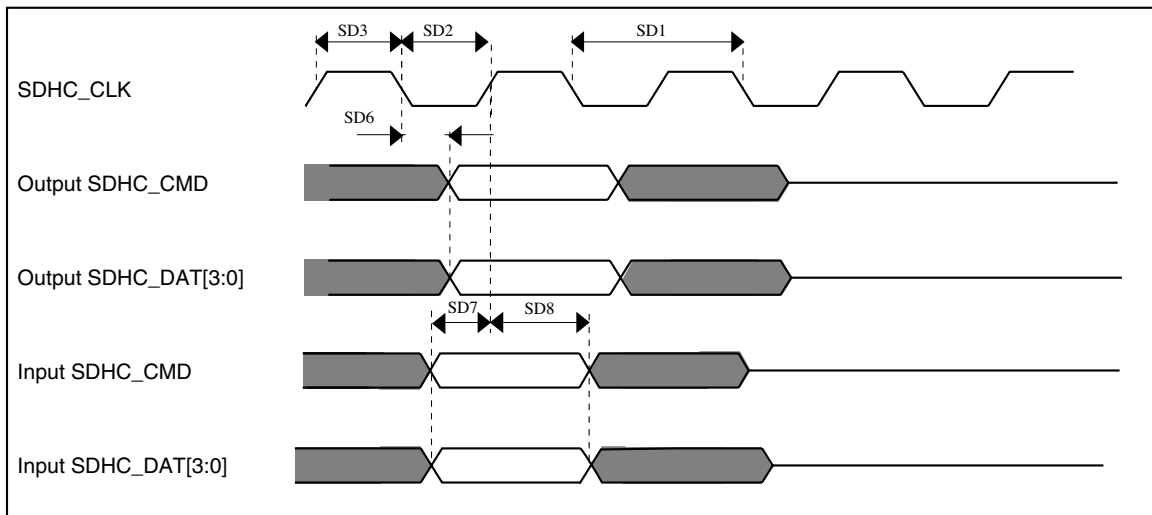 SD3 SD2 SD1
SDHC_CLK
SD6
Output SDHC_CMD
Output SDHC_DAT[3:0]
SD7 SD8
Input SDHC_CMD
Input SDHC_DAT[3:0]